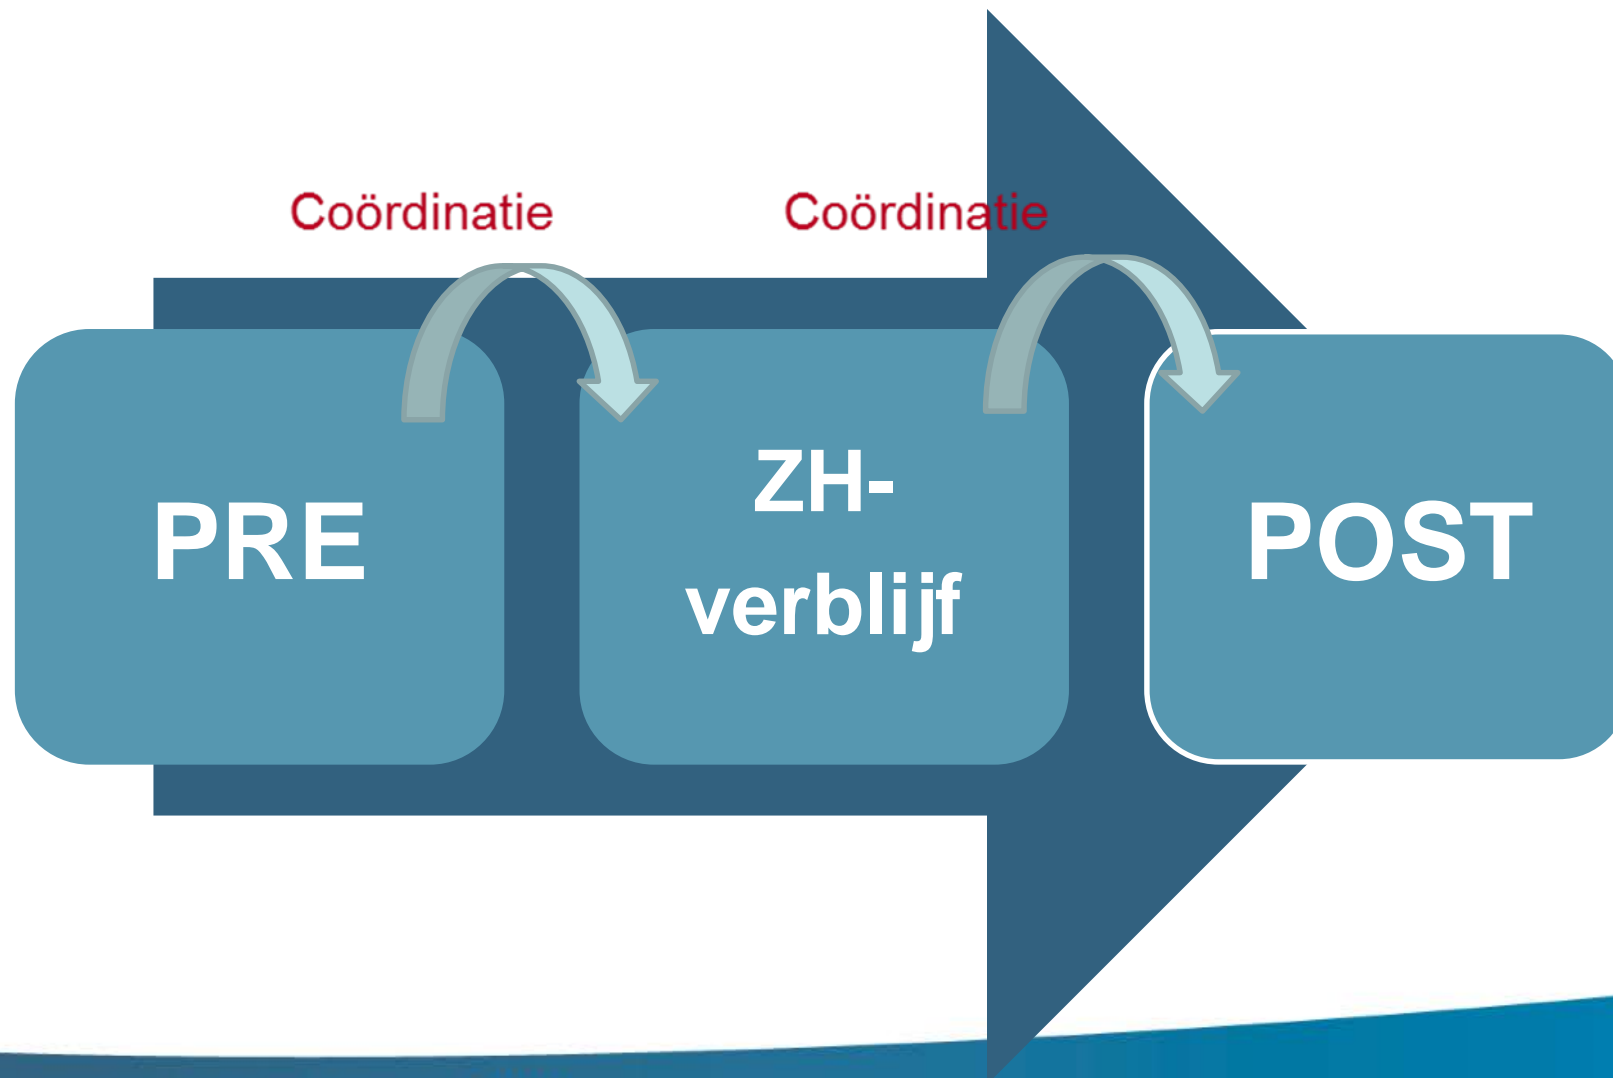 Coördinatie
Coördinatie
PRE
ZH-
verblijf
POST